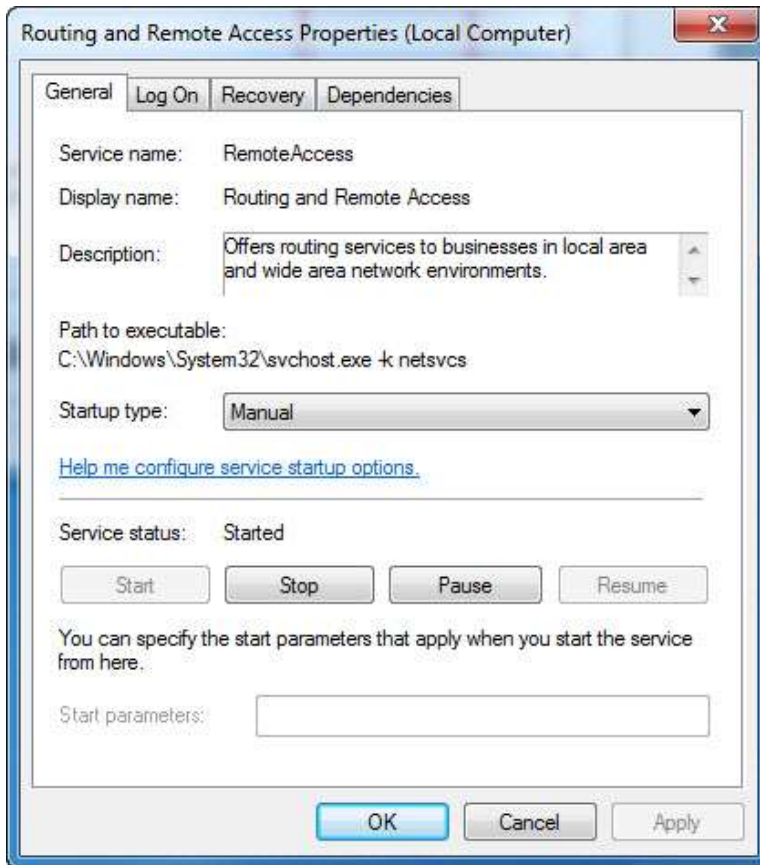 Routing and Remote Access Properties (Local Computer)
General Log On Recovery Dependencies
Service name: RemoteAccess
Display name: Routing and Remote Access
Description: Offers routing services to businesses in local area
and wide area network environments.
Path to executable:
C:\Windows\System32\svchost.exe -k netsvcs
Startup type: Manual
Help me configure service startup options.
Service status: Started
Start Stop Pause Resume
You can specify the start parameters that apply when you start the service
from here.
Start parameters:
OK Cancel Apply